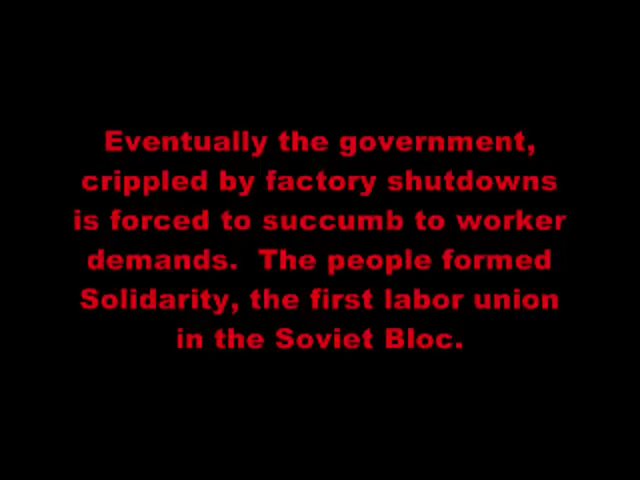 Eventually the government,
crippled by factory shutdowns
is forced to succumb to worker
demands.  The people formed
Solidarity, the first labor union
in the Soviet Bloc.